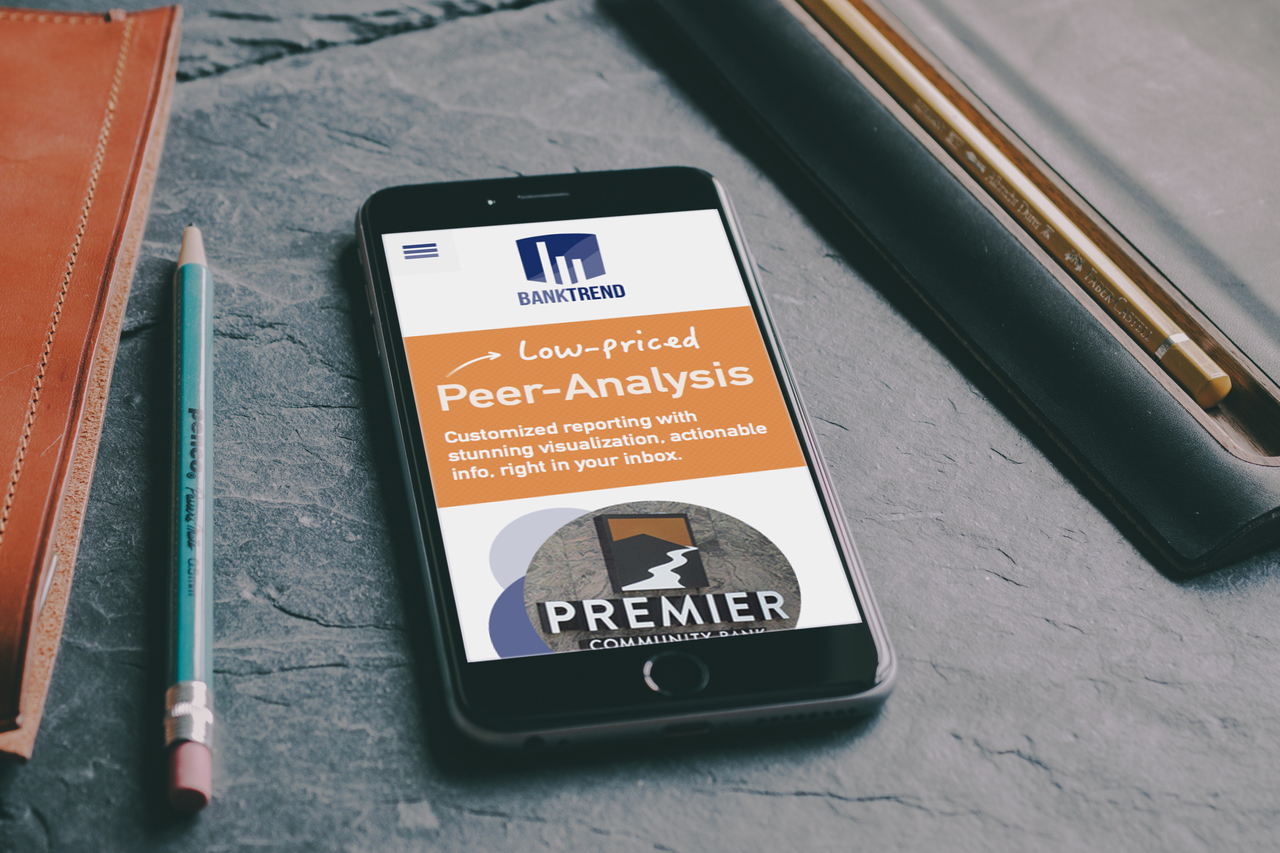 BANKTREND
Low-priced
Peer-Analysis
Customized reporting with
stunning visualization, actionable
info, right in your inbox.
PREMIER
COMMUNITY BANK
penco
FABER CASTELL